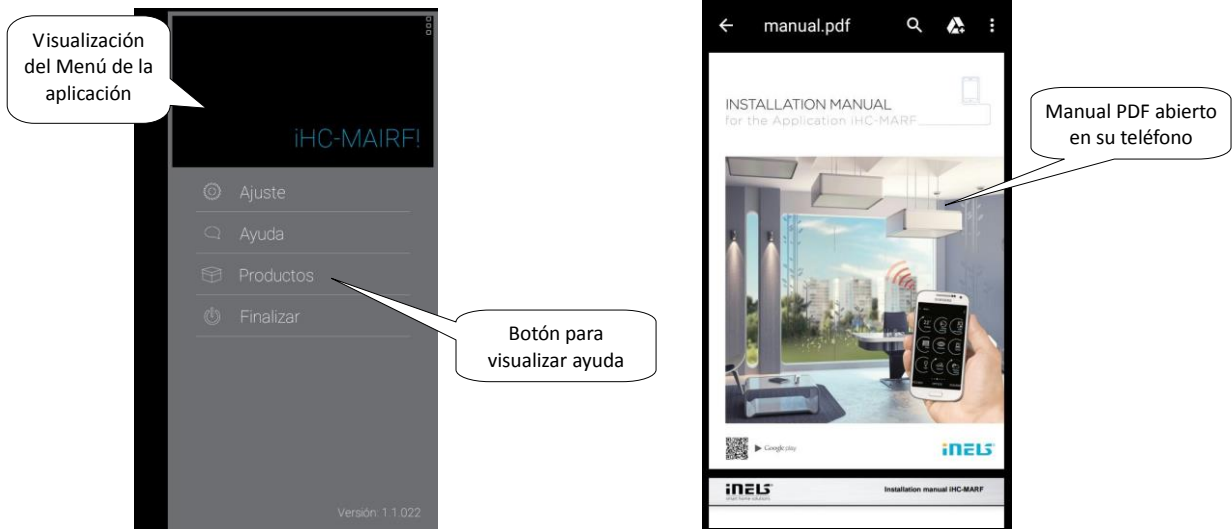 Visualización
del Menú de la
aplicación
iHC-MAIRF!
Ajuste
Ayuda
Productos
Finalizar
Versión: 1.1.022
Botón para
visualizar ayuda
manual.pdf
INSTALLATION MANUAL
for the Application iHC-MARF
Manual PDF abierto
en su teléfono
Google play
iNELS
iNELS
Installation manual iHC-MARF